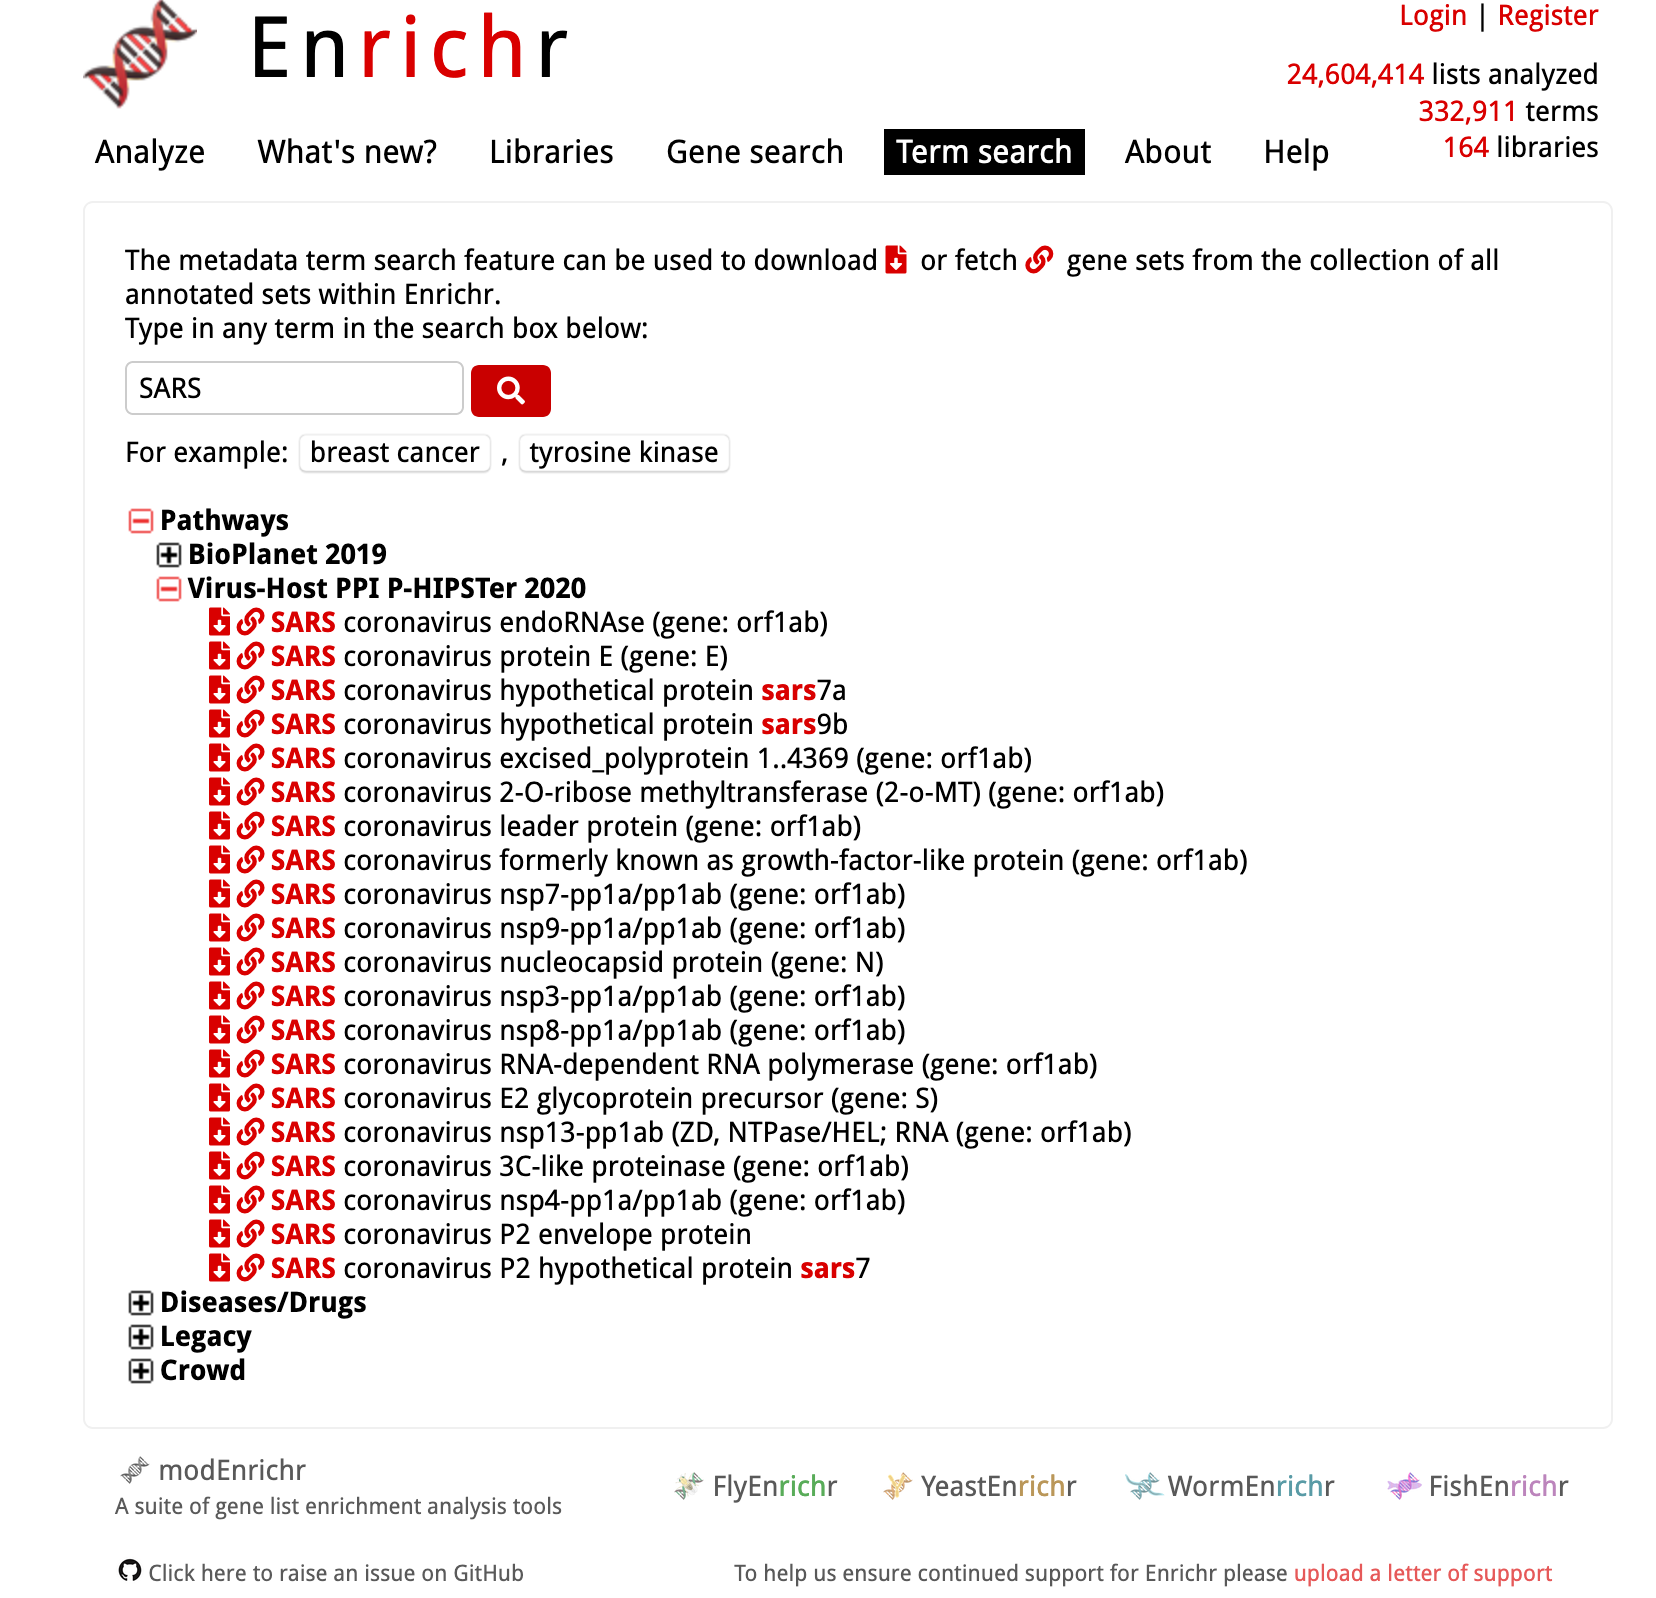 Enrichr
Login | Register
24,604,414 lists analyzed
332,911 terms
164 libraries
Analyze What's new? Libraries Gene search Term search About Help
The metadata term search feature can be used to download or fetch gene sets from the collection of all
annotated sets within Enrichr.
Type in any term in the search box below:
SARS
For example: breast cancer , tyrosine kinase
Pathways
BioPlanet 2019
Virus-Host PPI P-HIPSTer 2020
SARS coronavirus endoRNAse (gene: orf1ab)
SARS coronavirus protein E (gene: E)
SARS coronavirus hypothetical protein sars7a
SARS coronavirus hypothetical protein sars9b
SARS coronavirus excised_polyprotein 1..4369 (gene: orf1ab)
SARS coronavirus 2-O-ribose methyltransferase (2-o-MT) (gene: orf1ab)
SARS coronavirus leader protein (gene: orf1ab)
SARS coronavirus formerly known as growth-factor-like protein (gene: orf1ab)
SARS coronavirus nsp7-pp1a/pp1ab (gene: orf1ab)
SARS coronavirus nsp9-pp1a/pp1ab (gene: orf1ab)
SARS coronavirus nucleocapsid protein (gene: N)
SARS coronavirus nsp3-pp1a/pp1ab (gene: orf1ab)
SARS coronavirus nsp8-pp1a/pp1ab (gene: orf1ab)
SARS coronavirus RNA-dependent RNA polymerase (gene: orf1ab)
SARS coronavirus E2 glycoprotein precursor (gene: S)
SARS coronavirus nsp13-pp1ab (ZD, NTPase/HEL; RNA (gene: orf1ab)
SARS coronavirus 3C-like proteinase (gene: orf1ab)
SARS coronavirus nsp4-pp1a/pp1ab (gene: orf1ab)
SARS coronavirus P2 envelope protein
SARS coronavirus P2 hypothetical protein sars7
Diseases/Drugs
Legacy
Crowd
modEnrichr
A suite of gene list enrichment analysis tools
FlyEnrichr YeastEnrichr WormEnrichr FishEnrichr
Click here to raise an issue on GitHub
To help us ensure continued support for Enrichr please upload a letter of support